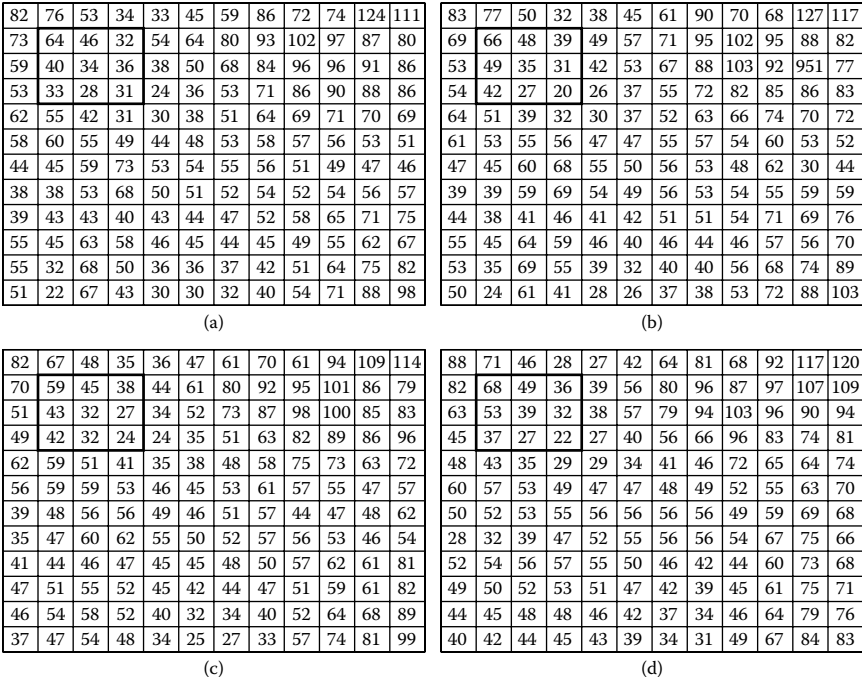 82 76 53 34 33 45 59 86 72 74 124 111
73 64 46 32 54 64 80 93 102 97 87 80
59 40 34 36 38 50 68 84 96 96 91 86
53 33 28 31 24 36 53 71 86 90 88 86
62 55 42 31 30 38 51 64 69 71 70 69
58 60 55 49 44 48 53 58 57 56 53 51
44 45 59 73 53 54 55 56 51 49 47 46
38 38 53 68 50 51 52 54 52 54 56 57
39 43 43 40 43 44 47 52 58 65 71 75
55 45 63 58 46 45 44 45 49 55 62 67
55 32 68 50 36 36 37 42 51 64 75 82
51 22 67 43 30 30 32 40 54 71 88 98
(a)
83 77 50 32 38 45 61 90 70 68 127 117
69 66 48 39 49 57 71 95 102 95 88 82
53 49 35 31 42 53 67 88 103 92 951 77
54 42 27 20 26 37 55 72 82 85 86 83
64 51 39 32 30 37 52 63 66 74 70 72
61 53 55 56 47 47 55 57 54 60 53 52
47 45 60 68 55 50 56 53 48 62 30 44
39 39 59 69 54 49 56 53 54 55 59 59
44 38 41 46 41 42 51 51 54 71 69 76
55 45 64 59 46 40 46 44 46 57 56 70
53 35 69 55 39 32 40 40 56 68 74 89
50 24 61 41 28 26 37 38 53 72 88 103
(b)
82 67 48 35 36 47 61 70 61 94 109 114
70 59 45 38 44 61 80 92 95 101 86 79
51 43 32 27 34 52 73 87 98 100 85 83
49 42 32 24 24 35 51 63 82 89 86 96
62 59 51 41 35 38 48 58 75 73 63 72
56 59 59 53 46 45 53 61 57 55 47 57
39 48 56 56 49 46 51 57 44 47 48 62
35 47 60 62 55 50 52 57 56 53 46 54
41 44 46 47 45 45 48 50 57 62 61 81
47 51 55 52 45 42 44 47 51 59 61 82
46 54 58 52 40 32 34 40 52 64 68 89
37 47 54 48 34 25 27 33 57 74 81 99
(c)
88 71 46 28 27 42 64 81 68 92 117 120
82 68 49 36 39 56 80 96 87 97 107 109
63 53 39 32 38 57 79 94 103 96 90 94
45 37 27 22 27 40 56 66 96 83 74 81
48 43 35 29 29 34 41 46 72 65 64 74
60 57 53 49 47 47 48 49 52 55 63 70
50 52 53 55 56 56 56 56 49 59 69 68
28 32 39 47 52 55 56 56 54 67 75 66
52 54 56 57 55 50 46 42 44 60 73 68
49 50 52 53 51 47 42 39 45 61 75 71
44 45 48 48 46 42 37 34 46 64 79 76
40 42 44 45 43 39 34 31 49 67 84 83
(d)